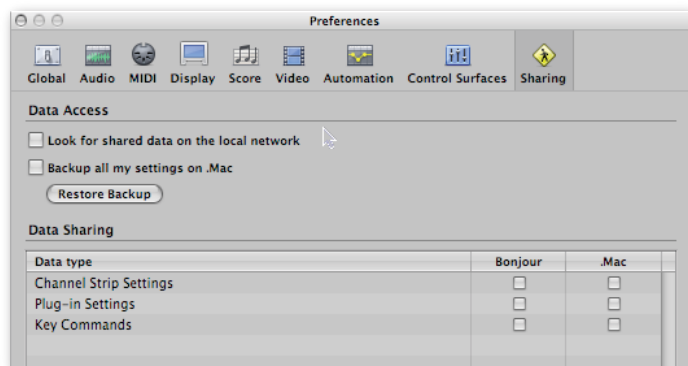 Preferences
Global Audio MIDI Display Score Video Automation Control Surfaces Sharing
Data Access
Look for shared data on the local network
Backup all my settings on .Mac
Restore Backup
Data Sharing
Data type Bonjour .Mac
Channel Strip Settings
Plug-in Settings
Key Commands